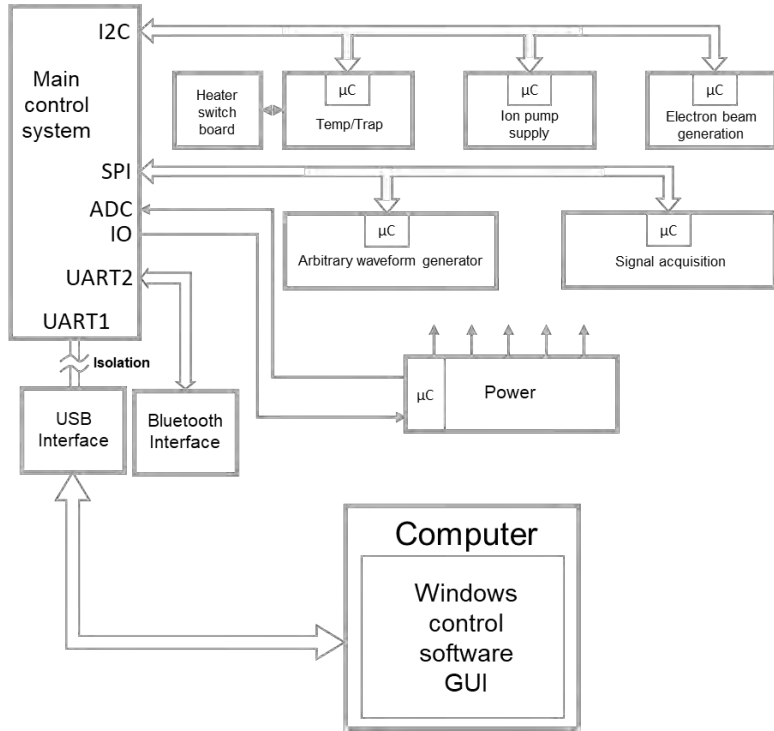 I2C
Main
control
system
SPI
ADC
IO
UART2
UART1
Heater
switch
board
µC
Temp/Trap
µC
Ion pump
supply
µC
Electron beam
generation
µC
Arbitrary waveform generator
µC
Signal acquisition
Isolation
USB
Interface
Bluetooth
Interface
µC
Power
Computer
Windows
control
software
GUI